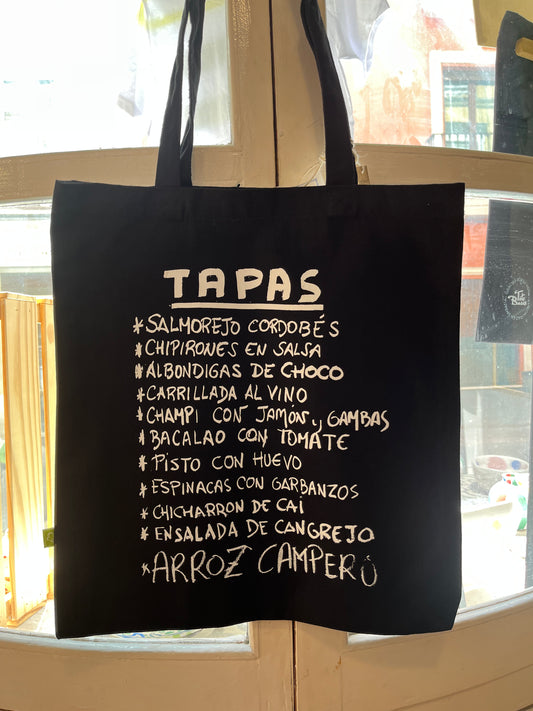 TAPAS
*SALMOREJO CORDOBÉS
*CHIPIRONES EN SALSA
*ALBONDIGAS DE CHOCO
*CARRILLADA AL VINO
*CHAMPI CON JAMÓN y GAMBAS
*BACALAO CON TOMATE
*PISTO CON HUEVO
*ESPINACAS CON GARBANZOS
*CHICHARRON DE CAI
*ENSALADA DE CANGREJO
*ARROZ CAMPERÚ